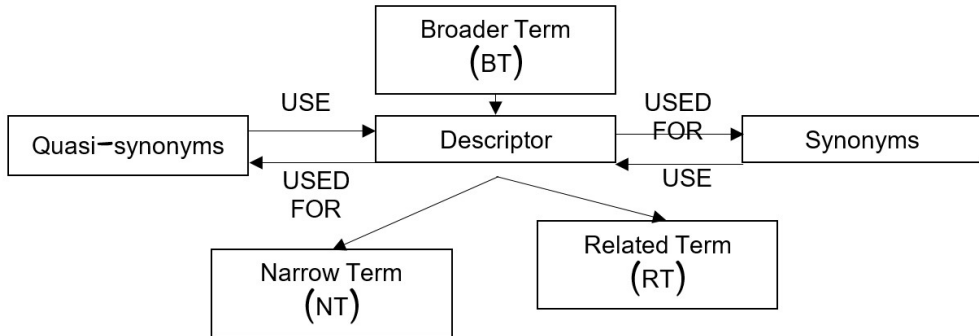 Broader Term
(BT)
USE
USED
FOR
Quasi-synonyms
Descriptor
Synonyms
USED
FOR
USE
Narrow Term
(NT)
Related Term
(RT)